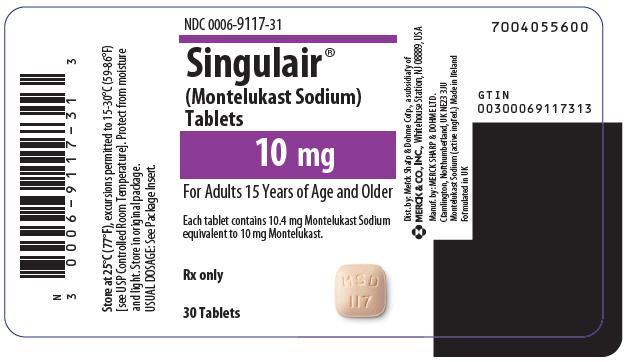 NDC 0006-9117-31
Singulair®
(Montelukast Sodium)
Tablets
10 mg
For Adults 15 Years of Age and Older
Each tablet contains 10.4 mg Montelukast Sodium
equivalent to 10 mg Montelukast.
Rx only
30 Tablets
MSD
117
N
3 0006-9117-31 3
Store at 25°C (77°F), excursions permitted to 15-30°C (59-86°F)
[see USP Controlled Room Temperature]. Protect from moisture
and light. Store in original package.
USUAL DOSAGE: See Package Insert.
Dist. by: Merck Sharp & Dohme Corp., a subsidiary of
MERCK & CO., INC., Whitehouse Station, NJ 08889, USA
Manuf. by: MERCK SHARP & DOHME LTD.
Cramlington, Northumberland, UK NE23 3JU
Montelukast Sodium (active ingred.) Made in Ireland
Formulated in UK
7004055600
GTIN
00300069117313